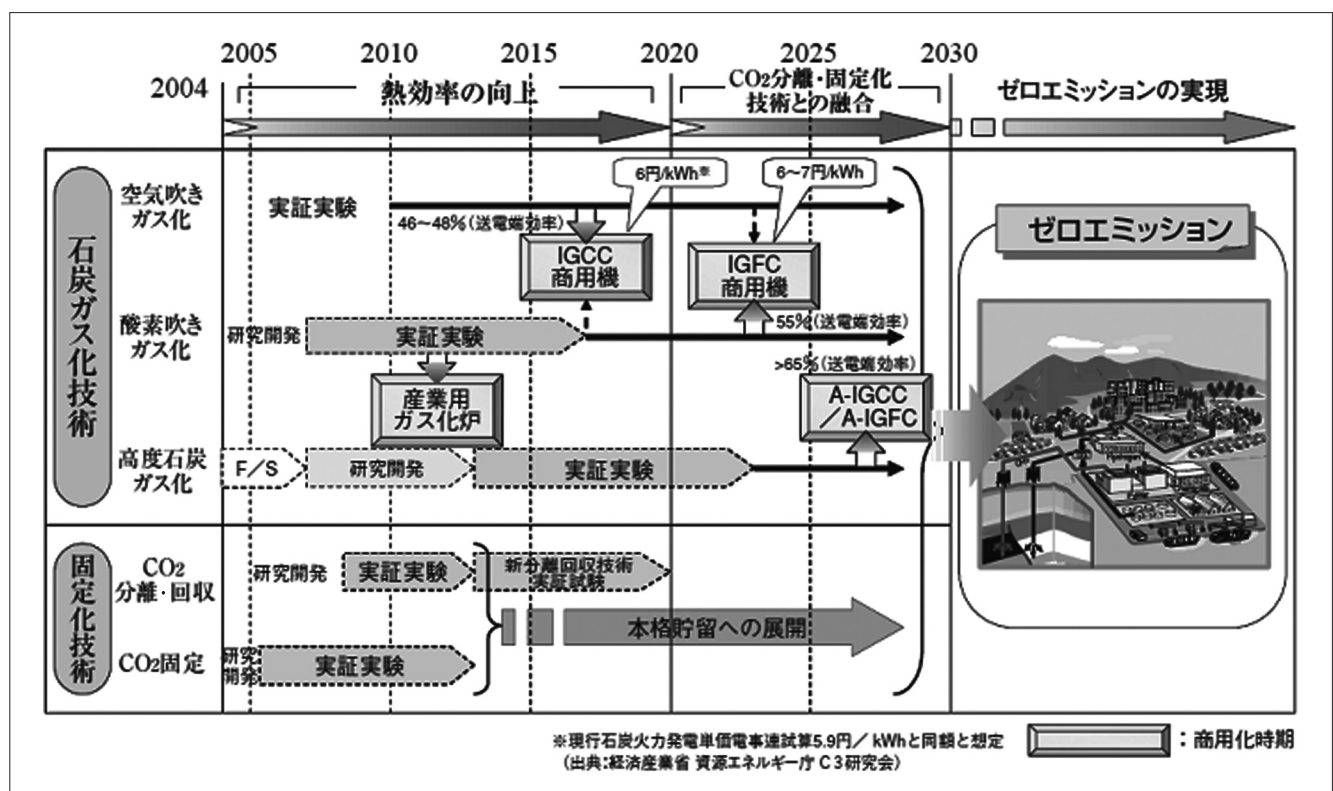 2005 2010 2015 2020 2025 2030
2004
熱効率の向上
CO2分離・固定化
技術との融合
ゼロエミッションの実現
石炭ガス化技術
空気吹き
ガス化
実証実験
46～48%(送電端効率)
6円/kWh※
6～7円/kWh
IGCC
商用機
IGFC
商用機
酸素吹き
ガス化
研究開発
実証実験
55%(送電端効率)
>65%(送電端効率)
産業用
ガス化炉
A-IGCC
／A-IGFC
高度石炭
ガス化
F／S
研究開発
実証実験
ゼロエミッション
固定化技術
CO2
分離・回収
研究開発
実証実験
新分離回収技術
実証試験
本格貯留への展開
CO2固定
研究
開発
実証実験
※現行石炭火力発電単価電事連試算5.9円／kWhと同額と想定
(出典:経済産業省 資源エネルギー庁 C3研究会)
:商用化時期